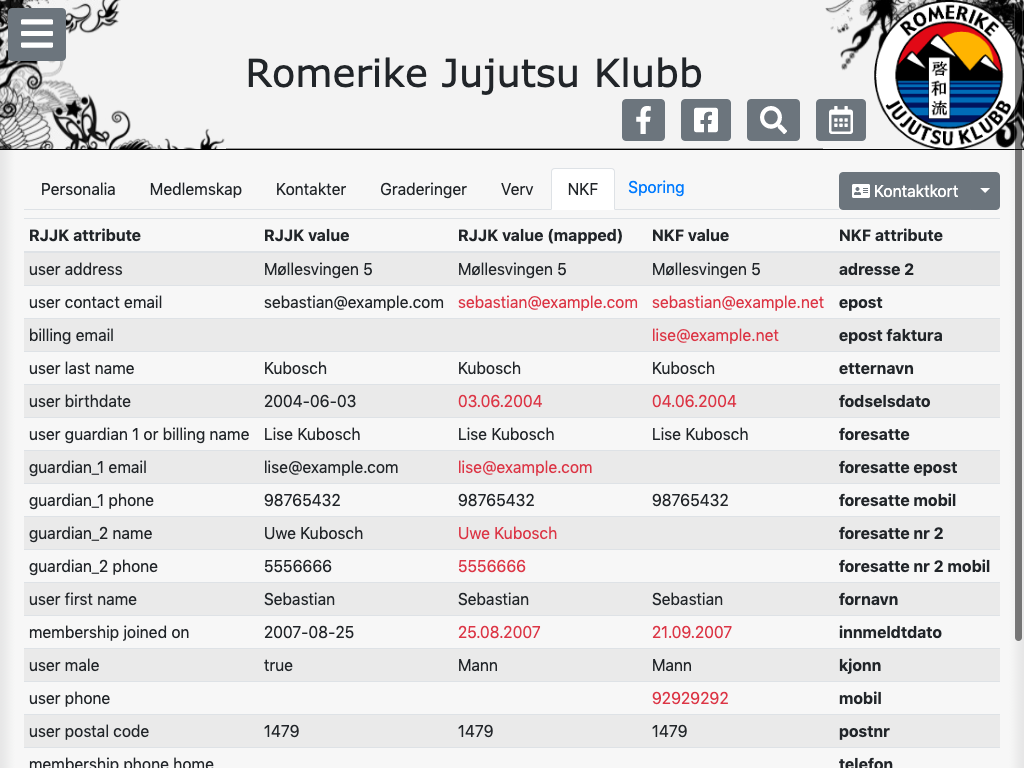 Romerike Jujutsu Klubb
ROMERIKE
啓和流
JUJUTSU KLUBB
Personalia Medlemskap Kontakter Graderinger Verv NKF Sporing Kontaktkort
RJJK attribute RJJK value RJJK value (mapped) NKF value NKF attribute
user address Møllesvingen 5 Møllesvingen 5 Møllesvingen 5 adresse 2
user contact email sebastian@example.com sebastian@example.com sebastian@example.net epost
billing email lise@example.net epost faktura
user last name Kubosch Kubosch Kubosch etternavn
user birthdate 2004-06-03 03.06.2004 04.06.2004 fodselsdato
user guardian 1 or billing name Lise Kubosch Lise Kubosch Lise Kubosch foresatte
guardian_1 email lise@example.com lise@example.com foresatte epost
guardian_1 phone 98765432 98765432 98765432 foresatte mobil
guardian_2 name Uwe Kubosch Uwe Kubosch foresatte nr 2
guardian_2 phone 5556666 5556666 foresatte nr 2 mobil
user first name Sebastian Sebastian Sebastian fornavn
membership joined on 2007-08-25 25.08.2007 21.09.2007 innmeldtdato
user male true Mann Mann kjonn
user phone 92929292 mobil
user postal code 1479 1479 1479 postnr
membership phone home telefon